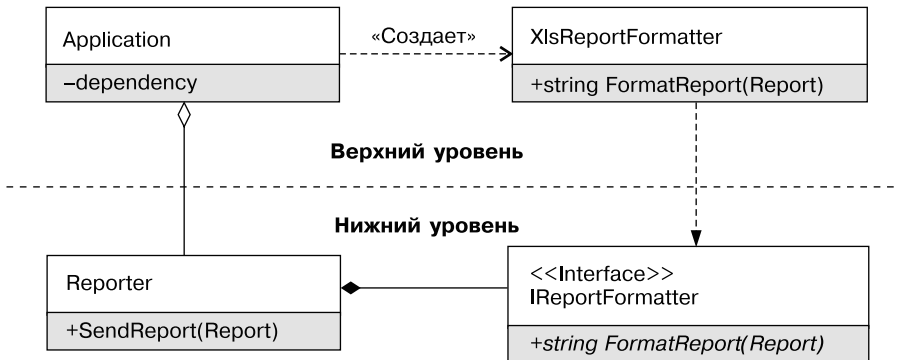 Application
–dependency
«Создает»
XlsReportFormatter
+string FormatReport(Report)
Верхний уровень
Нижний уровень
Reporter
+SendReport(Report)
<<Interface>>
IReportFormatter
+string FormatReport(Report)